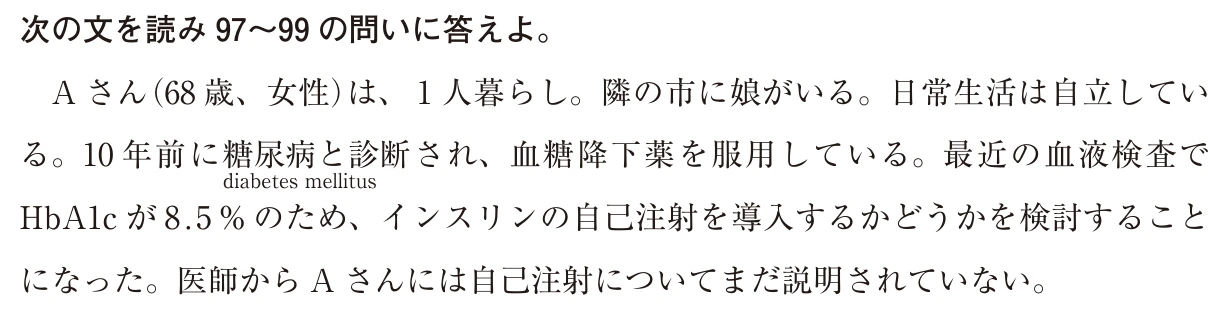 次の文を読み 97～99 の問いに答えよ。
A さん(68 歳、女性)は、1 人暮らし。隣の市に娘がいる。日常生活は自立してい
る。10 年前に糖尿病と診断され、血糖降下薬を服用している。最近の血液検査で
diabetes mellitus
HbA1c が 8.5 % のため、インスリンの自己注射を導入するかどうかを検討すること
になった。医師から A さんには自己注射についてまだ説明されていない。